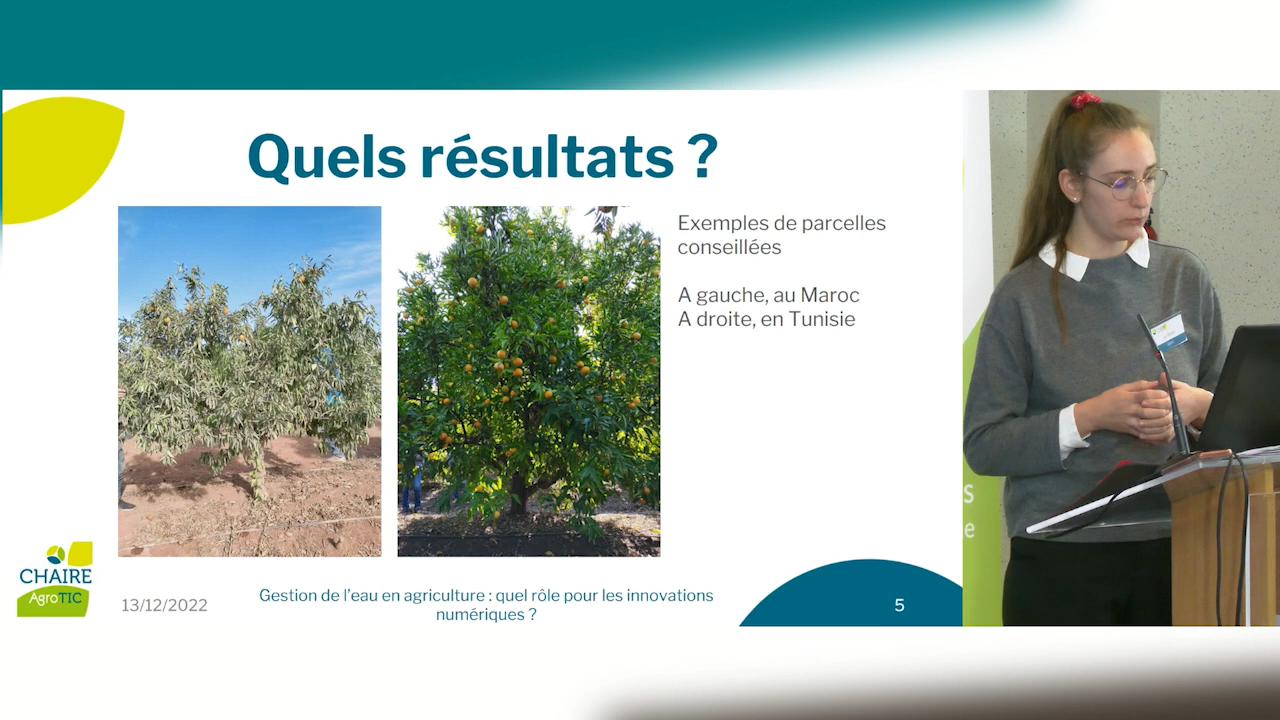 Quels résultats ?
Exemples de parcelles
conseillées
A gauche, au Maroc
A droite, en Tunisie
CHAIRE
AgroTIC
13/12/2022
Gestion de l'eau en agriculture : quel rôle pour les innovations
numériques ?
5
s
e